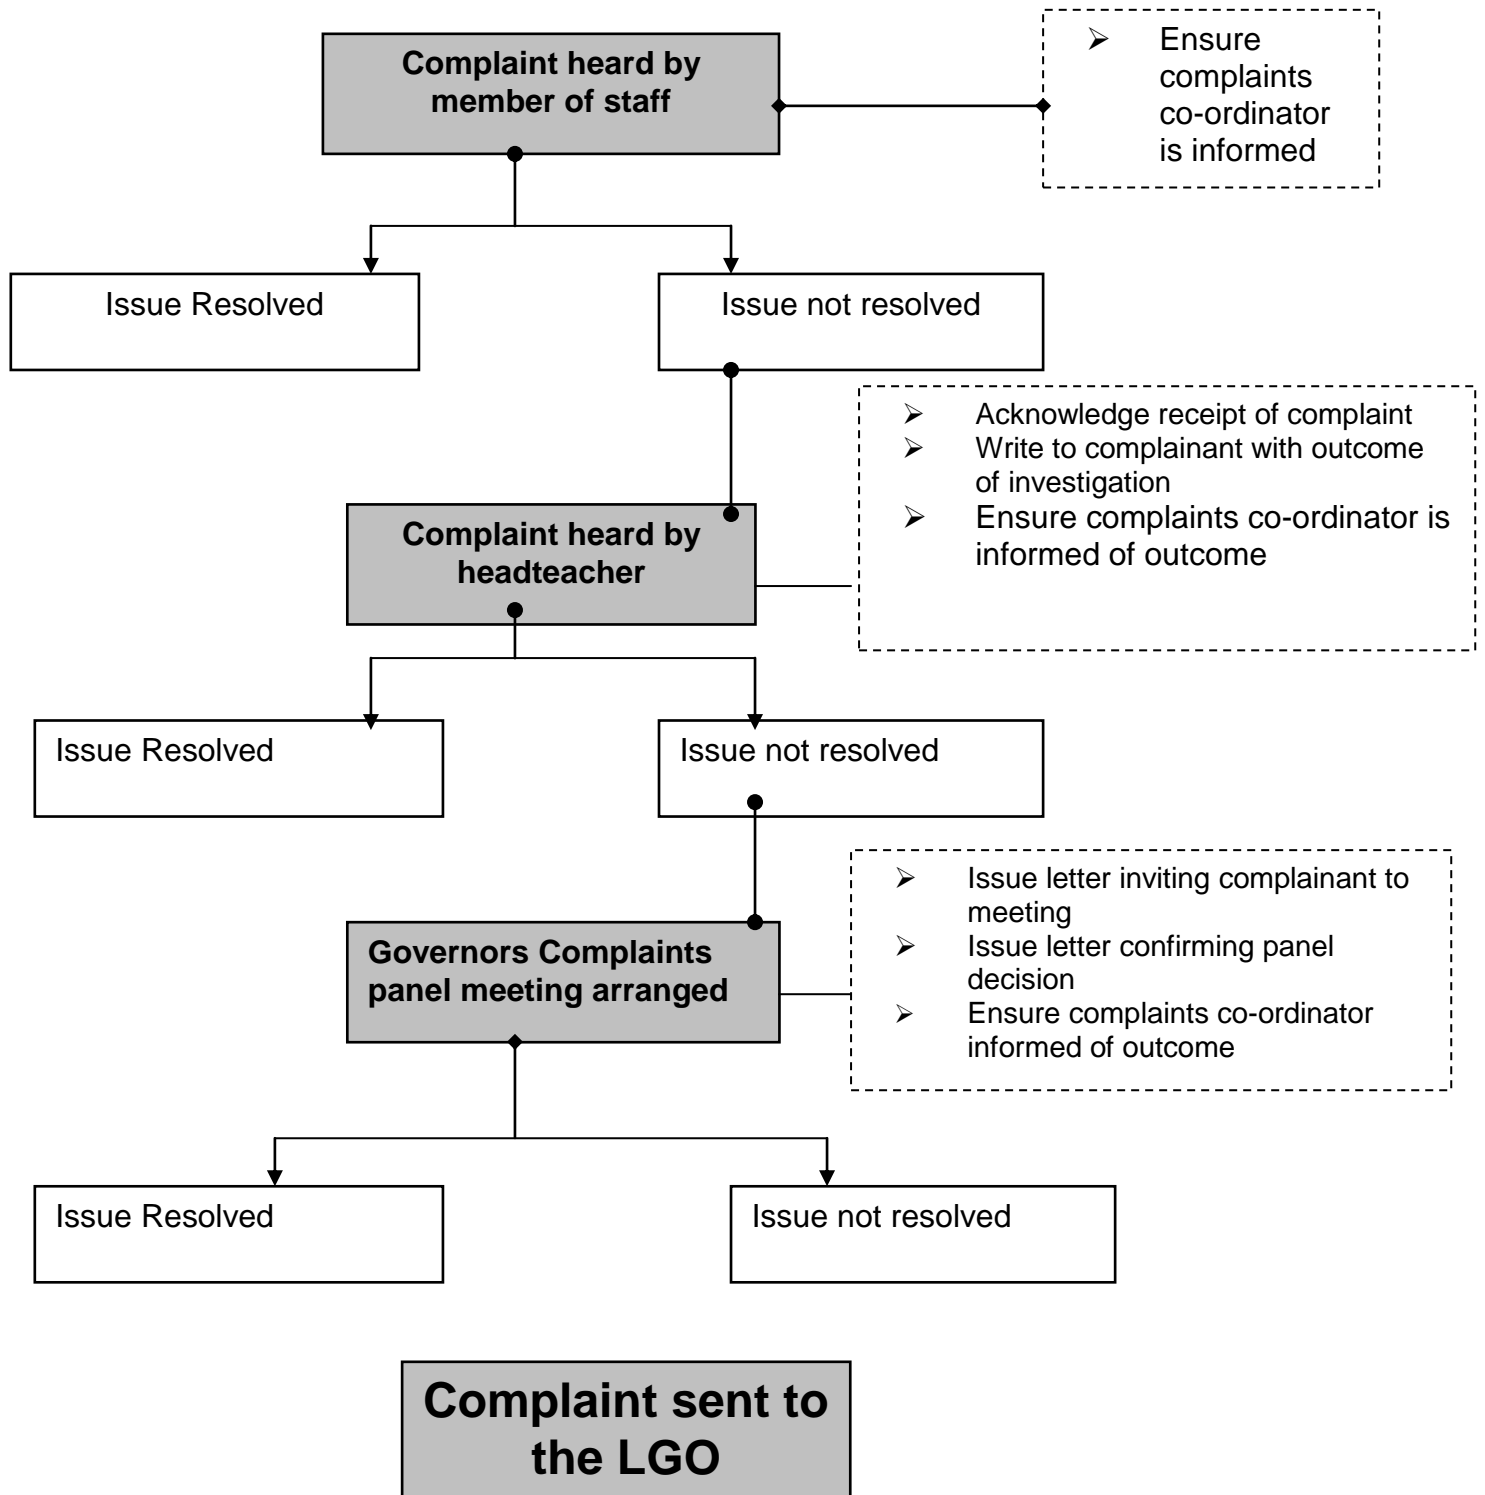 Complaint heard by
member of staff
➢ Ensure
complaints
co-ordinator
is informed
Issue Resolved
Issue not resolved
➢ Acknowledge receipt of complaint
➢ Write to complainant with outcome
of investigation
➢ Ensure complaints co-ordinator is
informed of outcome
Complaint heard by
headteacher
Issue Resolved
Issue not resolved
➢ Issue letter inviting complainant to
meeting
➢ Issue letter confirming panel
decision
➢ Ensure complaints co-ordinator
informed of outcome
Governors Complaints
panel meeting arranged
Issue Resolved
Issue not resolved
Complaint sent to
the LGO